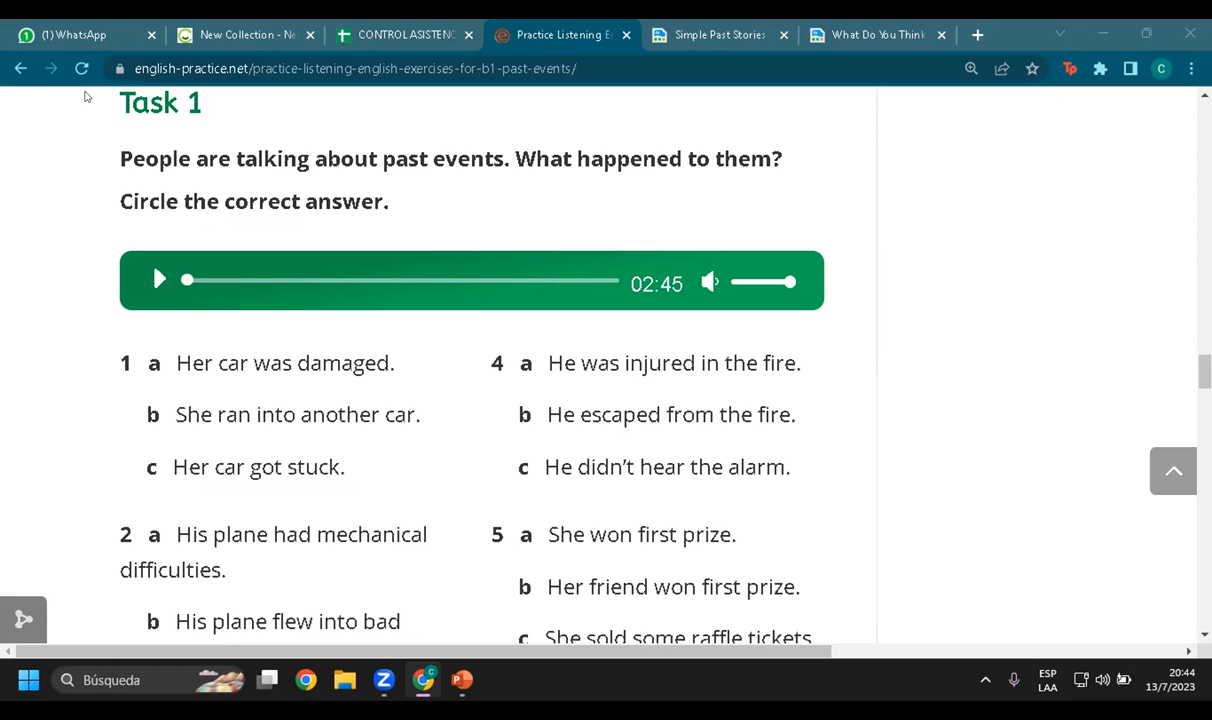 (1) WhatsApp
New Collection - Ne
CONTROL ASISTENC
Practice Listening E
Simple Past Stories
What Do You Think
english-practice.net/practice-listening-english-exercises-for-b1-past-events/
Task 1
People are talking about past events. What happened to them?
Circle the correct answer.
02:45
1 a Her car was damaged.
b She ran into another car.
c Her car got stuck.
2 a His plane had mechanical
difficulties.
b His plane flew into bad
4 a He was injured in the fire.
b He escaped from the fire.
c He didn't hear the alarm.
5 a She won first prize.
b Her friend won first prize.
c She sold some raffle tickets
Búsqueda
ESP
LAA
20:44
13/7/2023